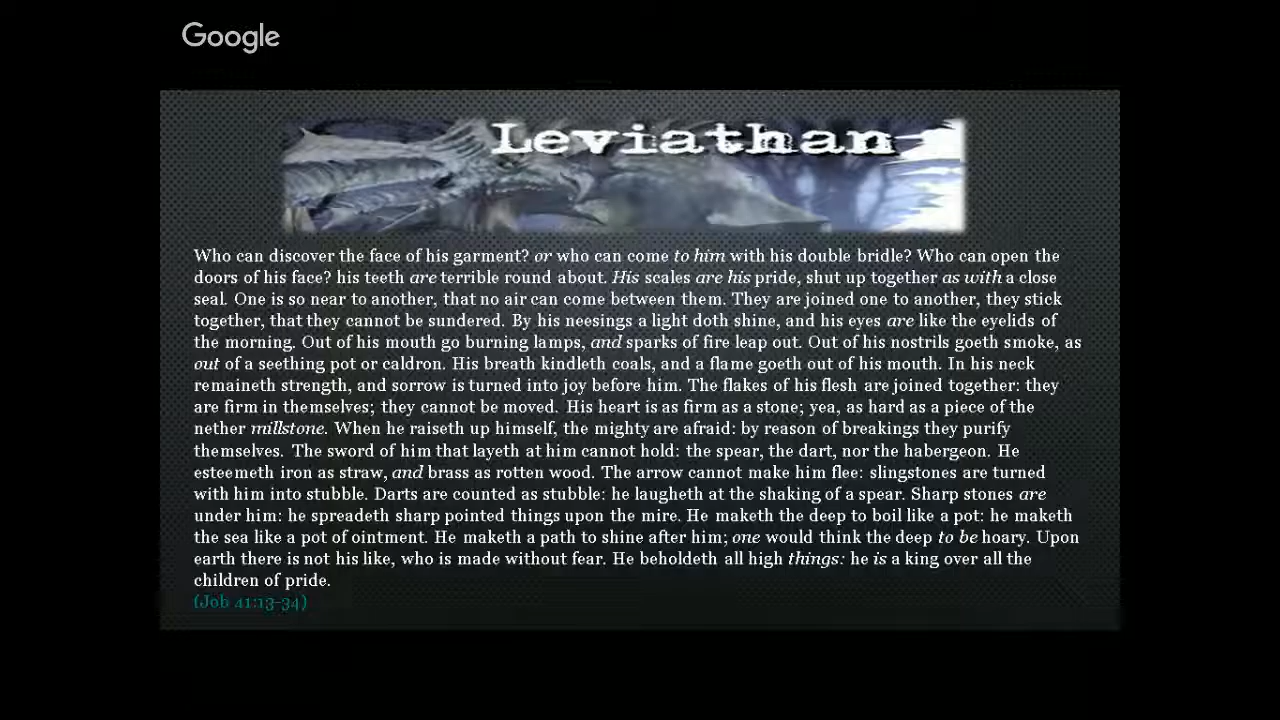 Google
Leviathan
Who can discover the face of his garment? or who can come to him with his double bridle? Who can open the
doors of his face? his teeth are terrible round about. His scales are his pride, shut up together as with a close
seal. One is so near to another, that no air can come between them. They are joined one to another, they stick
together, that they cannot be sundered. By his neesings a light doth shine, and his eyes are like the eyelids of
the morning. Out of his mouth go burning lamps, and sparks of fire leap out. Out of his nostrils goeth smoke, as
out of a seething pot or caldron. His breath kindleth coals, and a flame goeth out of his mouth. In his neck
remaineth strength, and sorrow is turned into joy before him. The flakes of his flesh are joined together: they
are firm in themselves; they cannot be moved. His heart is as firm as a stone; yea, as hard as a piece of the
nether millstone. When he raiseth up himself, the mighty are afraid: by reason of breakings they purify
themselves. The sword of him that layeth at him cannot hold: the spear, the dart, nor the habergeon. He
esteemeth iron as straw, and brass as rotten wood. The arrow cannot make him flee: slingstones are turned
with him into stubble. Darts are counted as stubble: he laugheth at the shaking of a spear. Sharp stones are
under him: he spreadeth sharp pointed things upon the mire. He maketh the deep to boil like a pot: he maketh
the sea like a pot of ointment. He maketh a path to shine after him; one would think the deep to be hoary. Upon
earth there is not his like, who is made without fear. He beholdeth all high things: he is a king over all the
children of pride.
(Job 41:13-34)